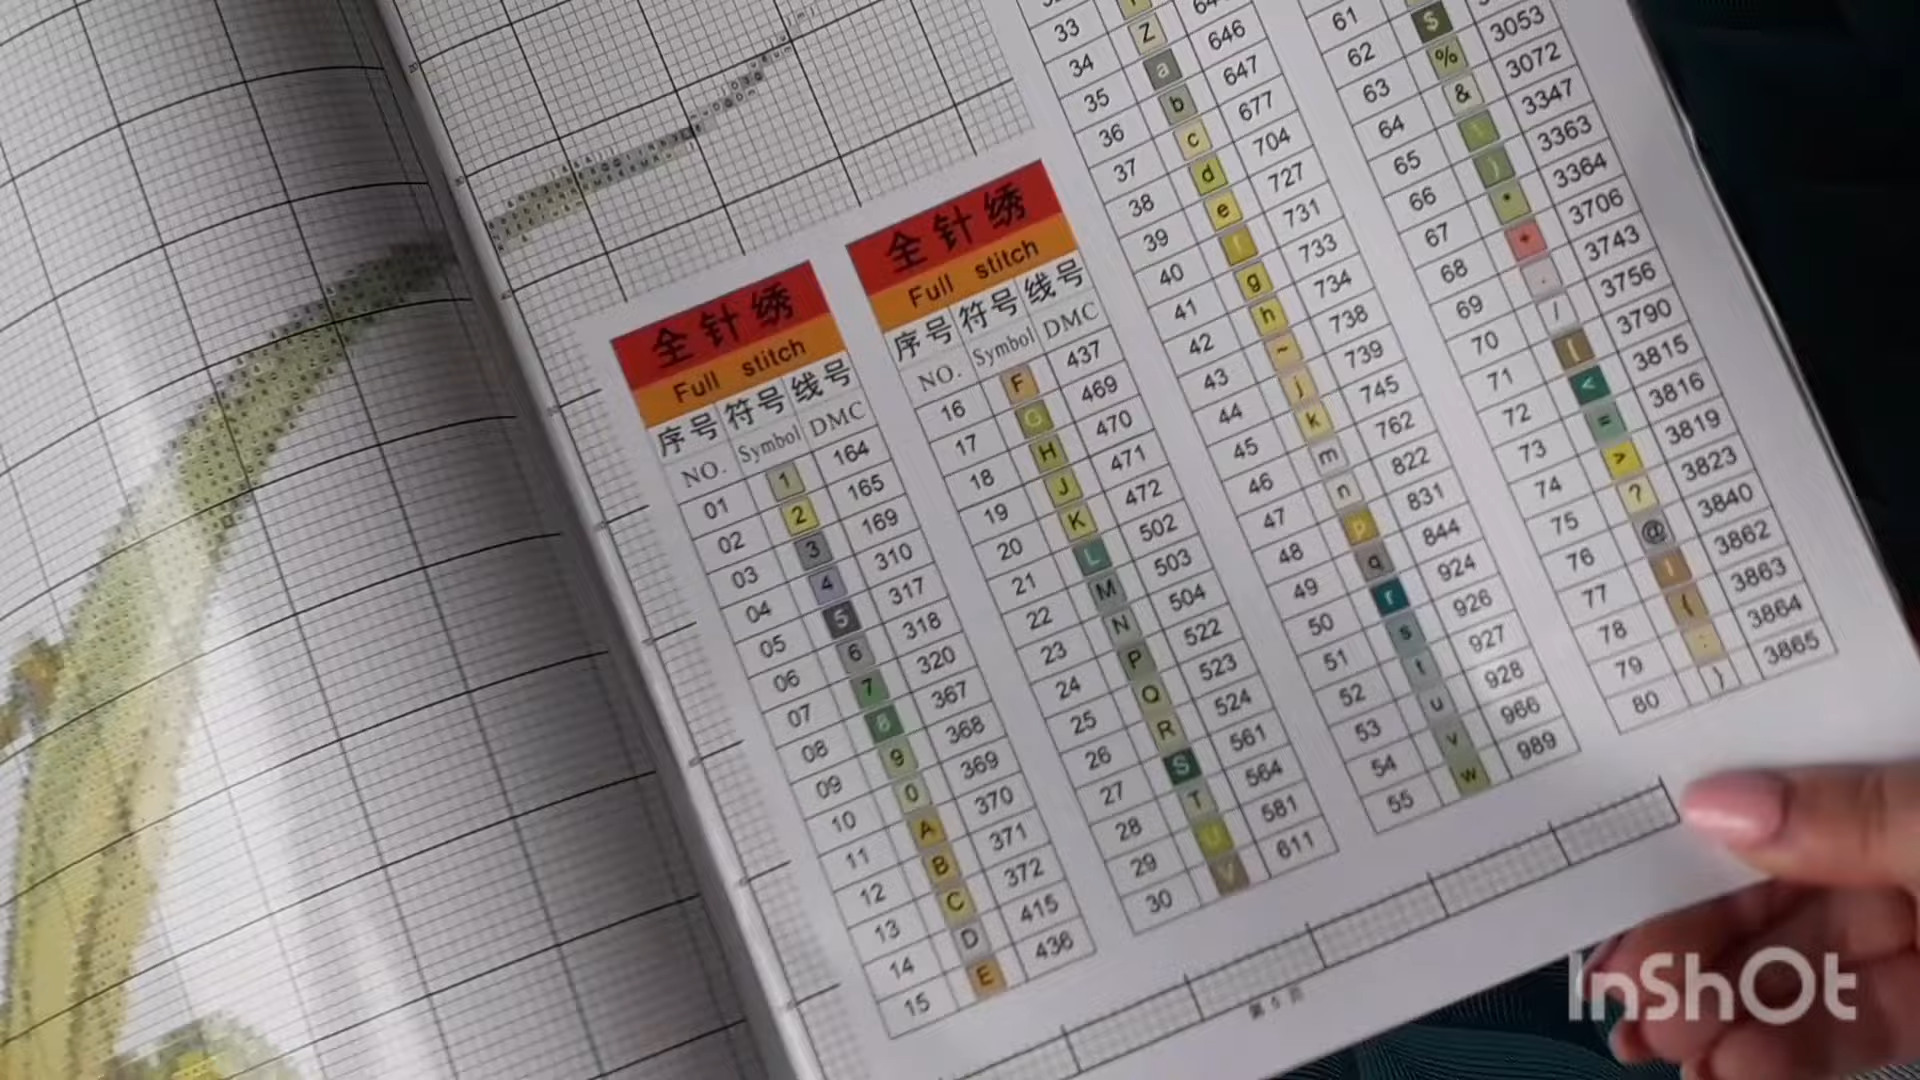 全针绣
Full stitch
序号 符号 线号
NO. Symbol DMC
01 1 164
02 2 165
03 3 169
04 4 310
05 5 317
06 6 318
07 7 320
08 8 367
09 9 368
10 0 369
11 A 370
12 B 371
13 C 372
14 D 415
15 E 436
全针绣
Full stitch
序号 符号 线号
NO. Symbol DMC
16 F 437
17 G 469
18 H 470
19 J 471
20 K 472
21 L 502
22 M 503
23 N 504
24 P 522
25 Q 523
26 R 524
27 S 561
28 T 564
29 U 581
30 V 611
33
34 Z
35 a 646
36 b 647
37 c 677
38 d 704
39 e 727
40 f 731
41 g 733
42 h 734
43 ~ 738
44 j 739
45 k 745
46 m 762
47 n 822
48 p 831
49 q 844
50 r 924
51 s 926
52 t 927
53 u 928
54 v 966
55 w 989
61
62 $
63 % 3053
64 & 3072
65 3347
66 ) 3363
67 * 3364
68 + 3706
69 . 3743
70 / 3756
71 [ 3790
72 < 3815
73 = 3816
74 > 3819
75 ? 3823
76 @ 3840
77 | 3862
78 ( 3863
79 : 3864
80 ) 3865
第 9 页
InShOt